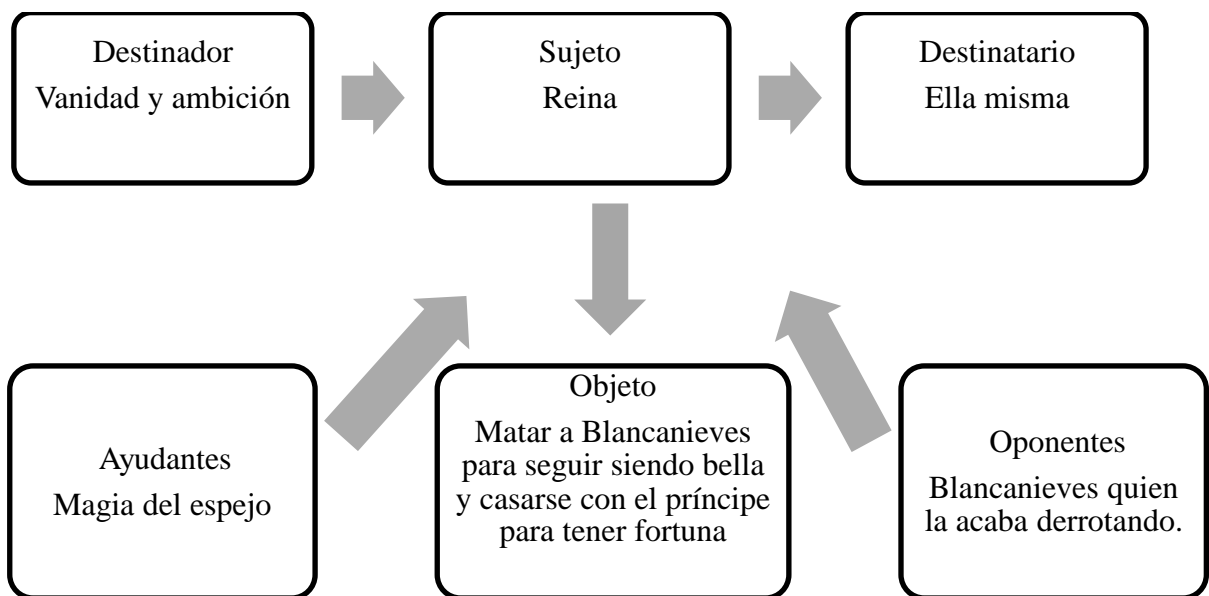 Destinador
Vanidad y ambición
Sujeto
Reina
Destinatario
Ella misma
Ayudantes
Magia del espejo
Objeto
Matar a Blancanieves
para seguir siendo bella
y casarse con el príncipe
para tener fortuna
Oponentes
Blancanieves quien
la acaba derrotando.